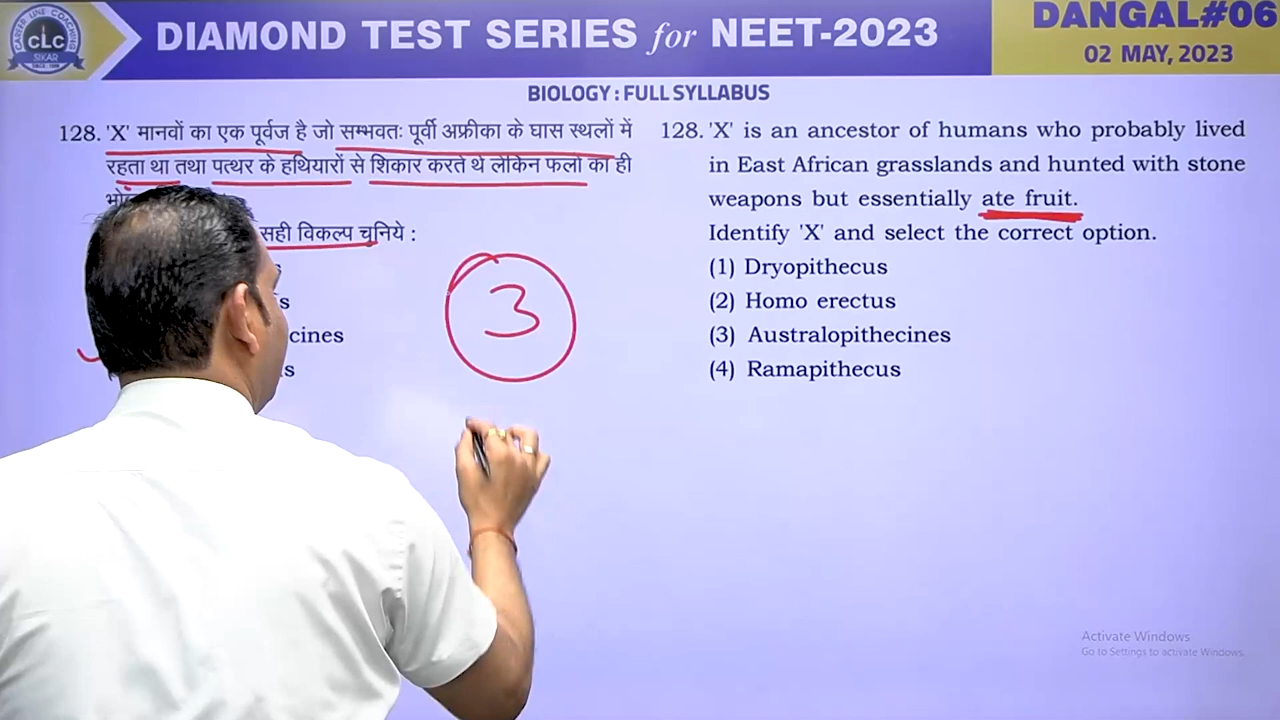 CAREER LINE COACHING
CLC
SIKAR
DIAMOND TEST SERIES for NEET-2023
DANGAL#06
02 MAY, 2023
BIOLOGY : FULL SYLLABUS
128. 'X' मानवों का एक पूर्वज है जो सम्भवतः पूर्वी अफ्रीका के घास स्थलों में
रहता था तथा पत्थर के हथियारों से शिकार करते थे लेकिन फलों का ही
सही विकल्प चुनिये :
cines
3
128. 'X' is an ancestor of humans who probably lived
in East African grasslands and hunted with stone
weapons but essentially ate fruit.
Identify 'X' and select the correct option.
(1) Dryopithecus
(2) Homo erectus
(3) Australopithecines
(4) Ramapithecus
Activate Windows
Go to Settings to activate Windows.